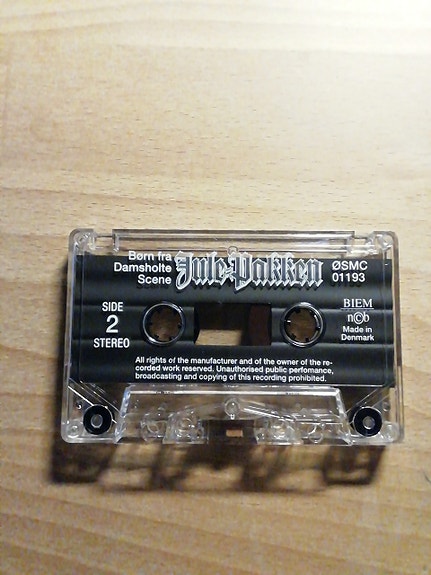 Børn fra
Damsholte
Scene
Jule-Pakken
ØSMC
01193
SIDE
2
STEREO
BIEM
n©b
Made in
Denmark
All rights of the manufacturer and of the owner of the re-
corded work reserved. Unauthorised public perfomance,
broadcasting and copying of this recording prohibited.